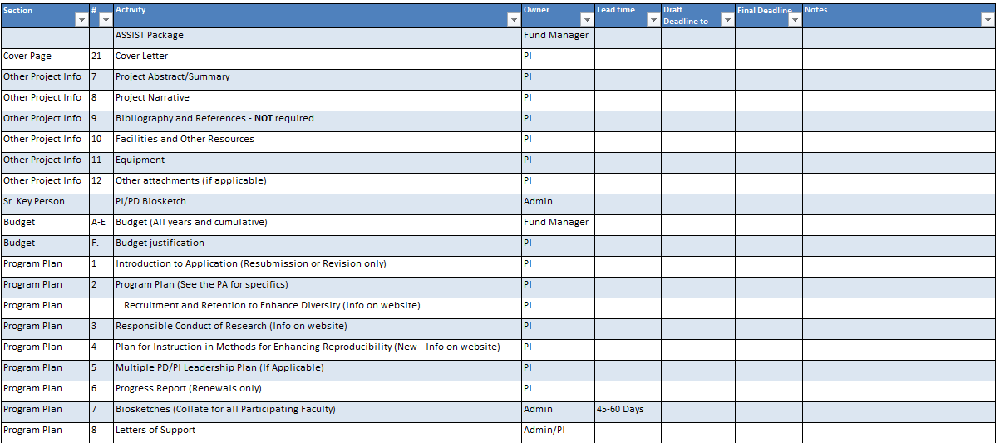 Section # Activity Owner Lead time Draft Deadline to Final Deadline Notes
ASSIST Package Fund Manager
Cover Page 21 Cover Letter PI
Other Project Info 7 Project Abstract/Summary PI
Other Project Info 8 Project Narrative PI
Other Project Info 9 Bibliography and References - NOT required PI
Other Project Info 10 Facilities and Other Resources PI
Other Project Info 11 Equipment PI
Other Project Info 12 Other attachments (if applicable) PI
Sr. Key Person PI/PD Biosketch Admin
Budget A-E Budget (All years and cumulative) Fund Manager
Budget F. Budget justification PI
Program Plan 1 Introduction to Application (Resubmission or Revision only) PI
Program Plan 2 Program Plan (See the PA for specifics) PI
Program Plan Recruitment and Retention to Enhance Diversity (Info on website) PI
Program Plan 3 Responsible Conduct of Research (Info on website) PI
Program Plan 4 Plan for Instruction in Methods for Enhancing Reproducibility (New - Info on website) PI
Program Plan 5 Multiple PD/PI Leadership Plan (If Applicable) PI
Program Plan 6 Progress Report (Renewals only) PI
Program Plan 7 Biosketches (Collate for all Participating Faculty) Admin 45-60 Days
Program Plan 8 Letters of Support Admin/PI